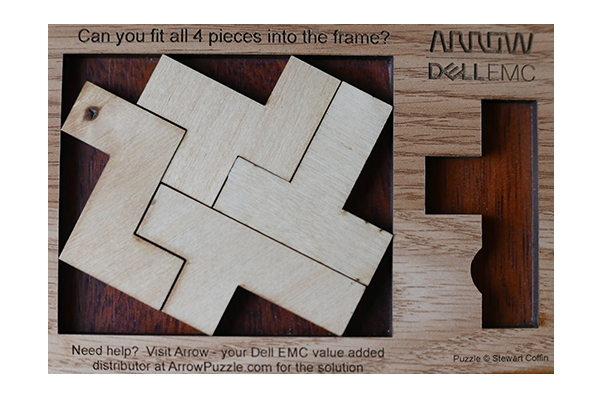 Can you fit all 4 pieces into the frame?
ARROW
DELLEMC
Need help? Visit Arrow - your Dell EMC value added
distributor at ArrowPuzzle.com for the solution
Puzzle © Stewart Coffin